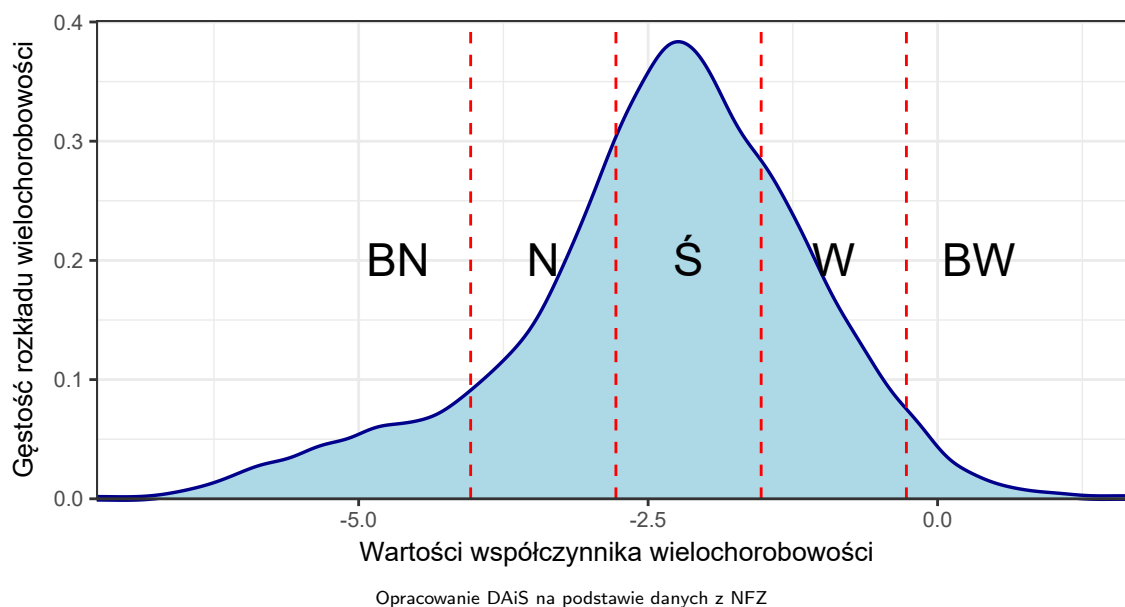 Gęstość rozkładu wielochorobowości
0.4
0.3
0.2
0.1
0.0
BN N Ś W BW
-5.0 -2.5 0.0
Wartości współczynnika wielochorobowości
Opracowanie DAiS na podstawie danych z NFZ